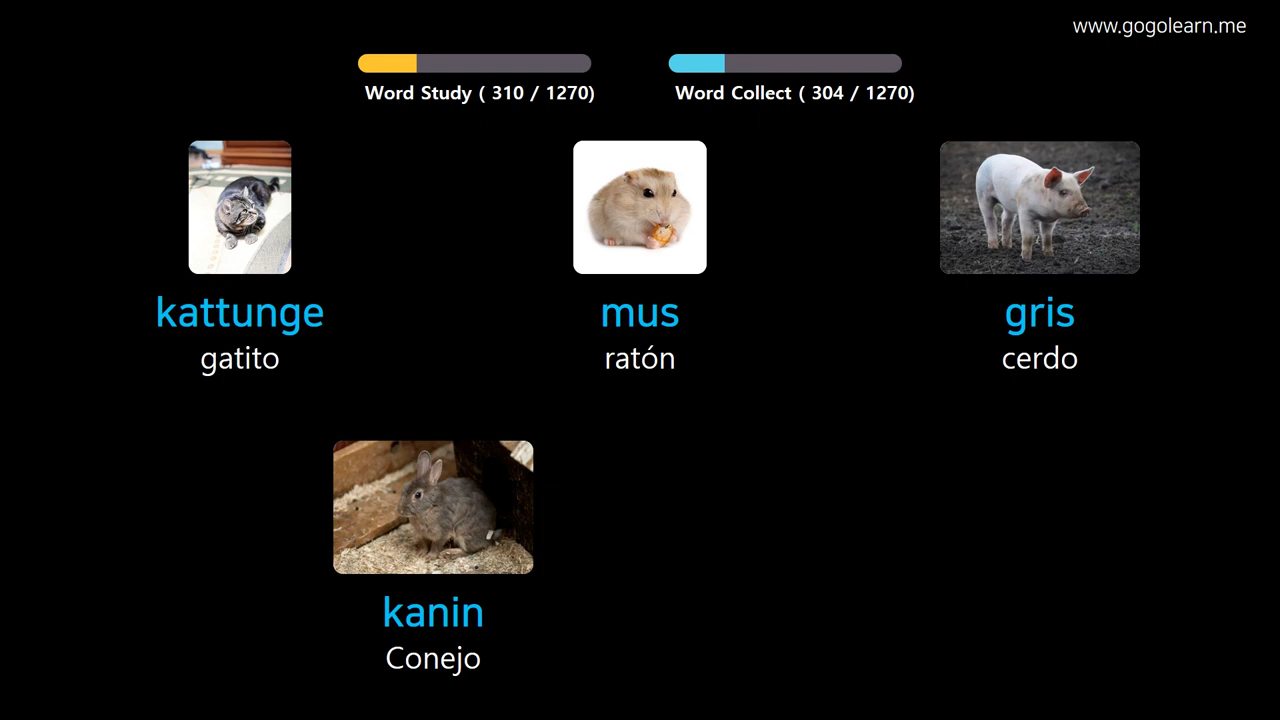 www.gogolearn.me
Word Study ( 310 / 1270)
Word Collect ( 304 / 1270)
kattunge
gatito
mus
ratón
gris
cerdo
kanin
Conejo